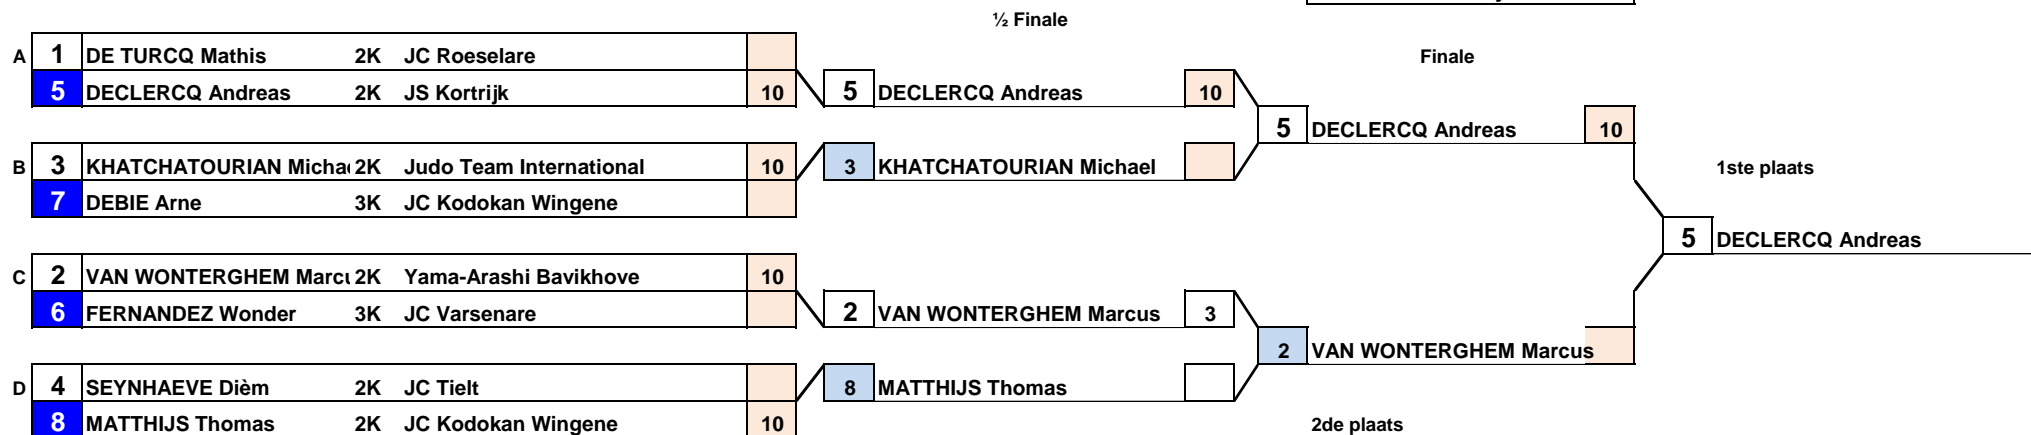 ½ Finale
A 1 DE TURCQ Mathis 2K JC Roeselare
Finale
5 DECLERCQ Andreas 2K JS Kortrijk 10 5 DECLERCQ Andreas 10
5 DECLERCQ Andreas 10
B 3 KHATCHATOURIAN Michae 2K Judo Team International 10 3 KHATCHATOURIAN Michael
1ste plaats
7 DEBIE Arne 3K JC Kodokan Wingene
5 DECLERCQ Andreas
C 2 VAN WONTERGHEM Marcu 2K Yama-Arashi Bavikhove 10
6 FERNANDEZ Wonder 3K JC Varsenare 2 VAN WONTERGHEM Marcus 3
2 VAN WONTERGHEM Marcus
D 4 SEYNHAEVE Dièm 2K JC Tielt 8 MATTHIJS Thomas
8 MATTHIJS Thomas 2K JC Kodokan Wingene 10
2de plaats